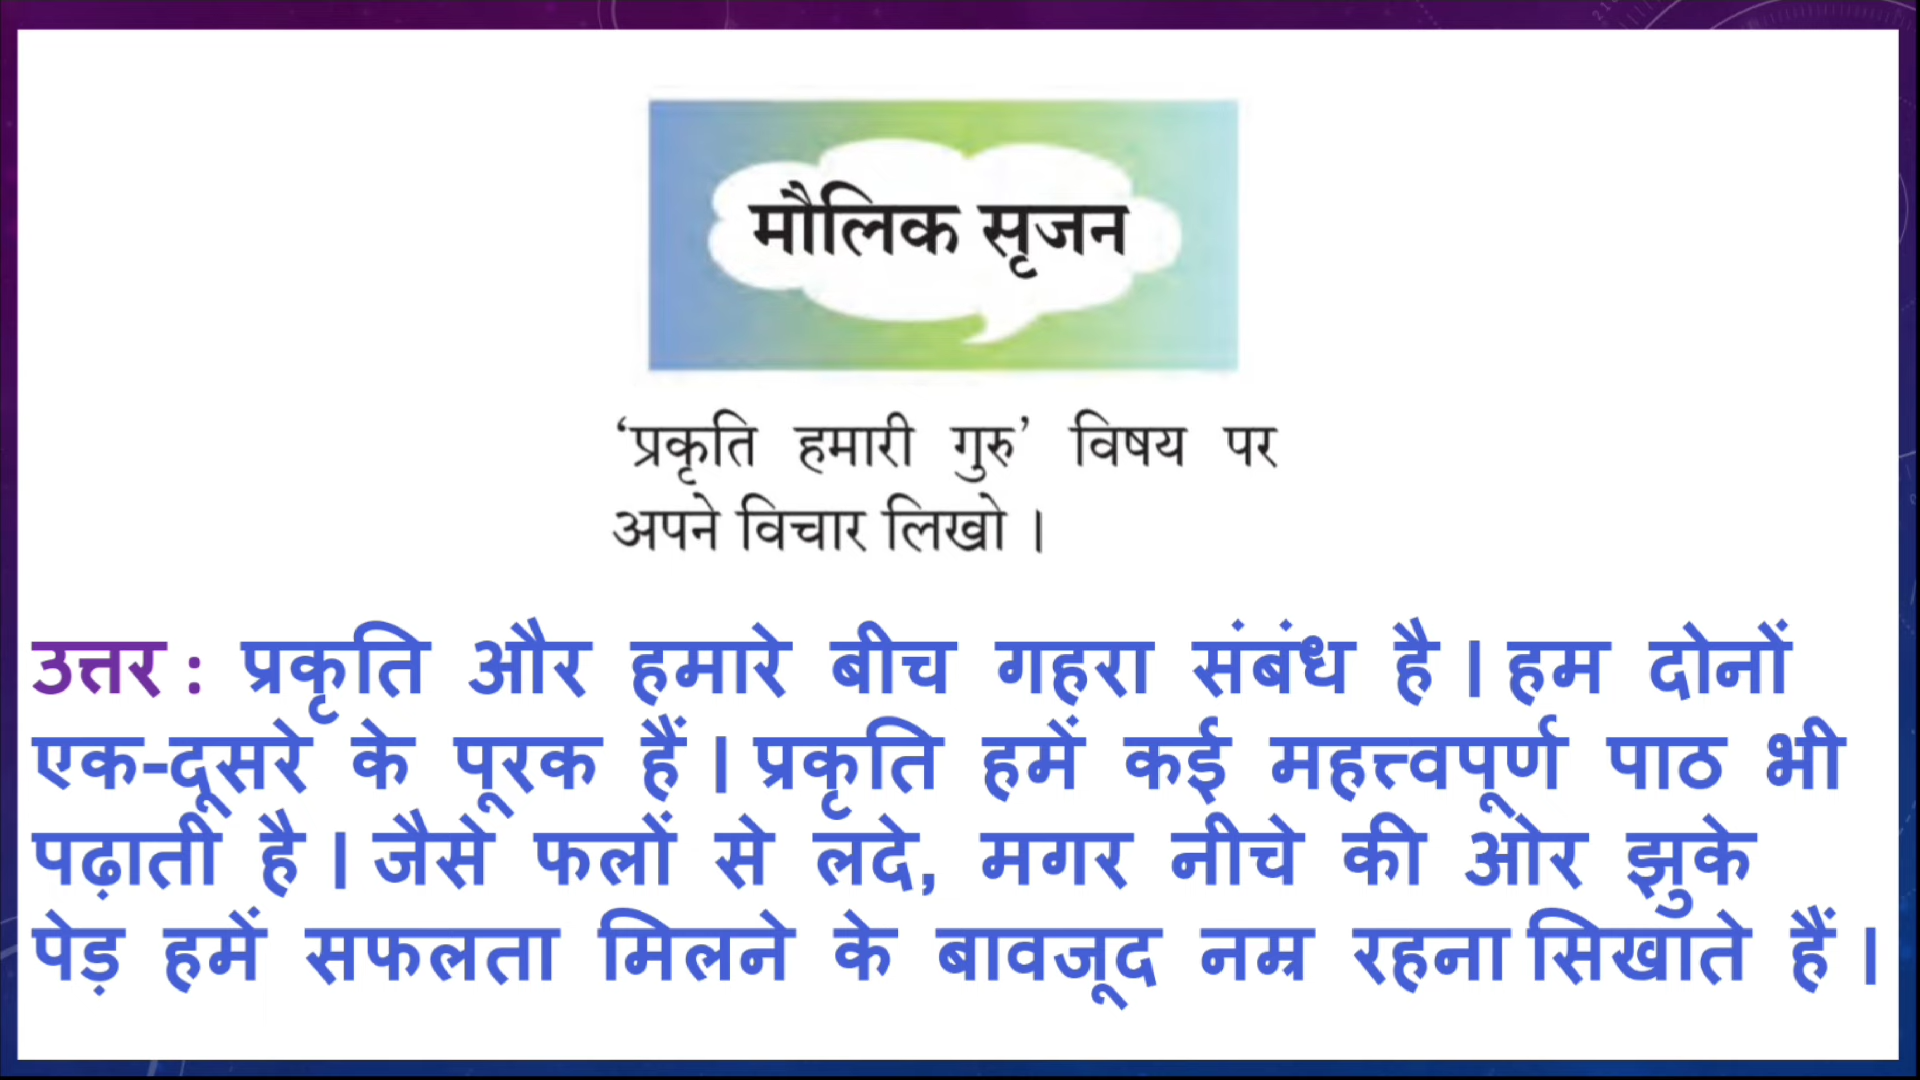 मौलिक सृजन
‘प्रकृति हमारी गुरु’ विषय पर
अपने विचार लिखो ।
उत्तर : प्रकृति और हमारे बीच गहरा संबंध है । हम दोनों
एक-दूसरे के पूरक हैं । प्रकृति हमें कई महत्त्वपूर्ण पाठ भी
पढ़ाती है । जैसे फलों से लदे, मगर नीचे की ओर झुके
पेड़ हमें सफलता मिलने के बावजूद नम्र रहना सिखाते हैं ।